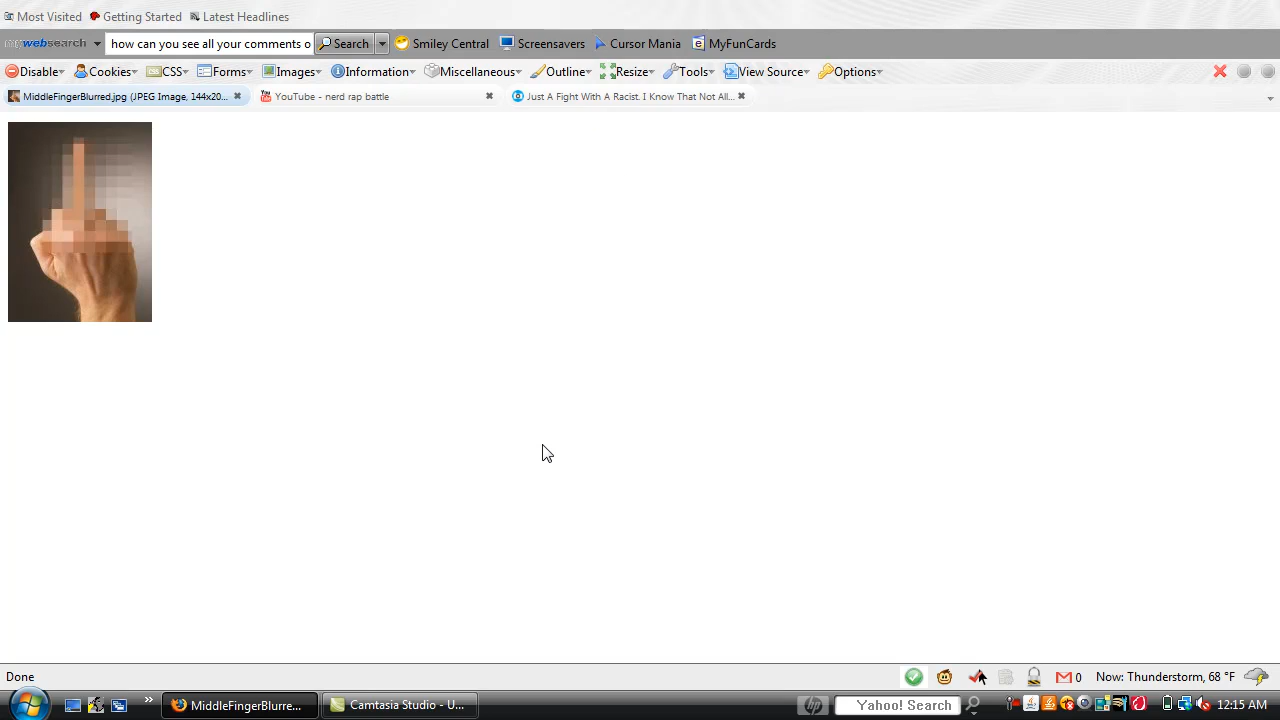 Most Visited Getting Started Latest Headlines
mywebsearch how can you see all your comments o Search Smiley Central Screensavers Cursor Mania MyFunCards
Disable Cookies CSS Forms Images Information Miscellaneous Outline Resize Tools View Source Options
MiddleFingerBlurred.jpg (JPEG Image, 144x20... YouTube - nerd rap battle Just A Fight With A Racist. I Know That Not All...
Done 0 Now: Thunderstorm, 68 °F
MiddleFingerBlurre... Camtasia Studio - U... hp Yahoo! Search 12:15 AM